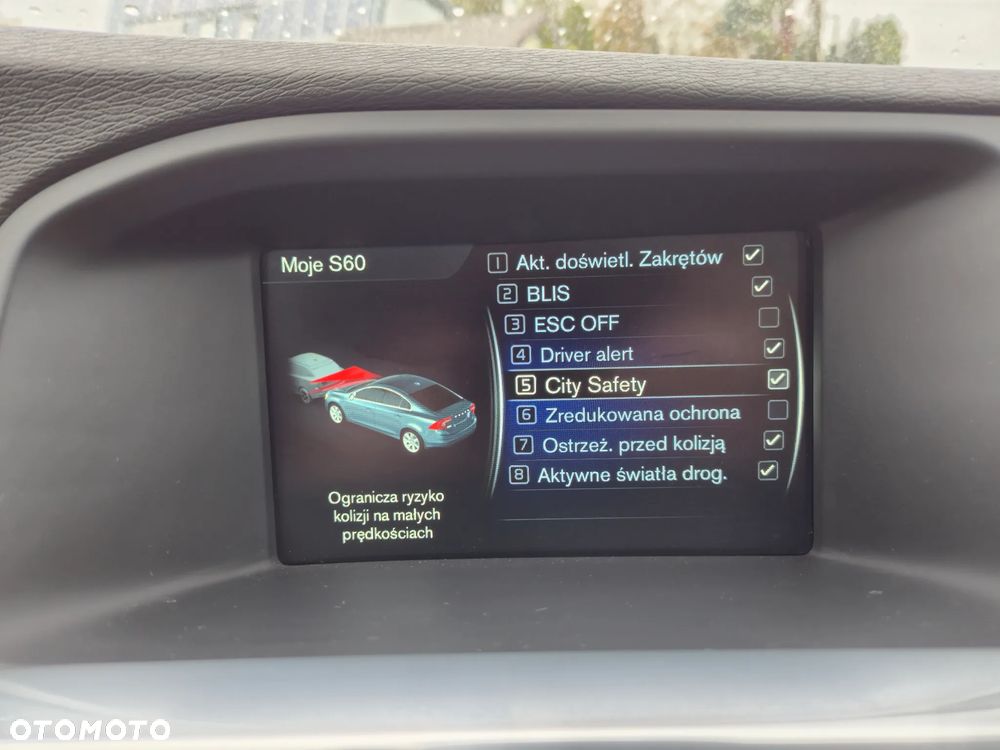 Moje S60
1 Akt. doświetl. Zakrętów
2 BLIS
3 ESC OFF
4 Driver alert
5 City Safety
6 Zredukowana ochrona
7 Ostrzeż. przed kolizją
8 Aktywne światła drog.
Ogranicza ryzyko
kolizji na małych
prędkościach
OTOMOTO